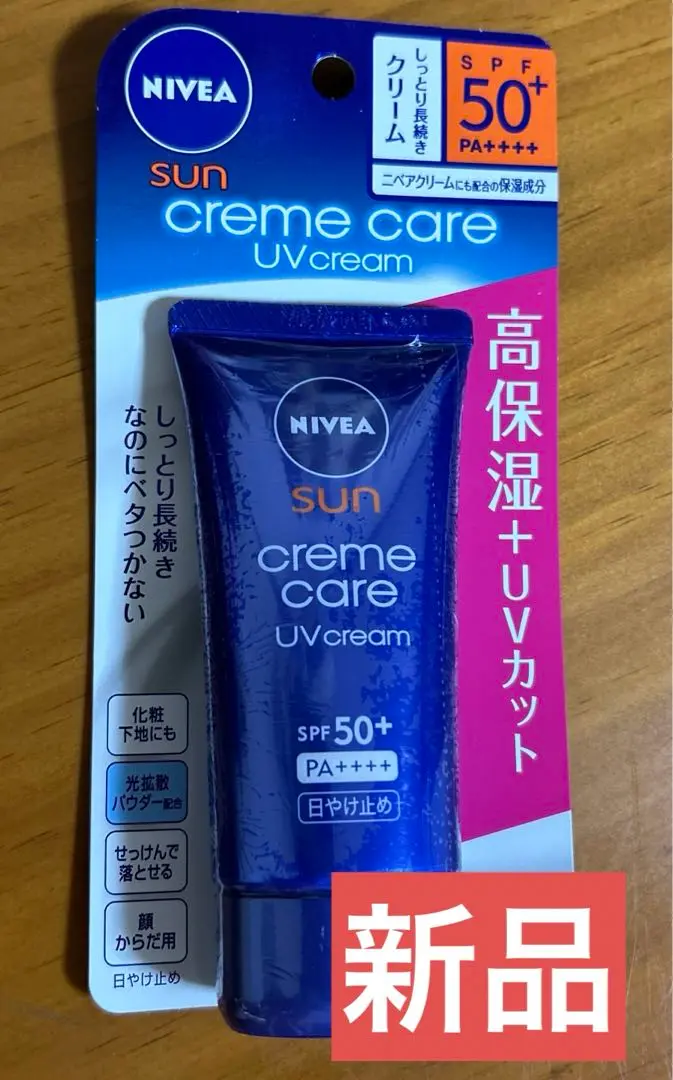 NIVEA
sun
creme care
UV cream
しっとり長続き
クリーム
SPF
50+
PA++++
ニベアクリームにも配合の保湿成分
高保湿+UVカット
しっとり長続き
なのにベタつかない
NIVEA
sun
creme
care
UV cream
SPF 50+
PA++++
日やけ止め
化粧
下地にも
光拡散
パウダー配合
せっけんで
落とせる
顔
からだ用
日やけ止め
新品